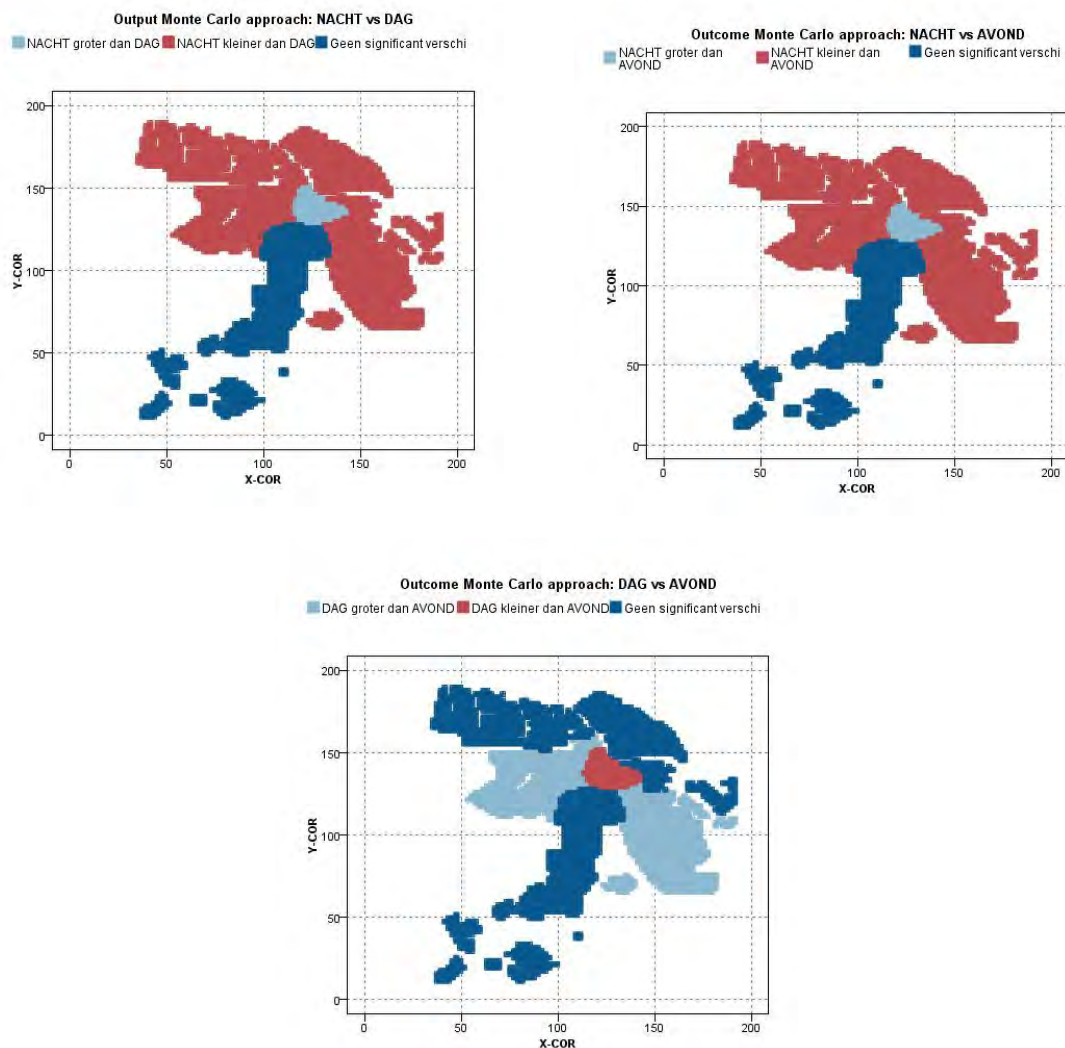 Output Monte Carlo approach: NACHT vs DAG
NACHT groter dan DAG NACHT kleiner dan DAG Geen significant verschi
200
150
100
50
0
Y-COR
0 50 100 150 200
X-COR
Outcome Monte Carlo approach: NACHT vs AVOND
NACHT groter dan AVOND NACHT kleiner dan AVOND Geen significant verschi
200
150
100
50
0
Y-COR
0 50 100 150 200
X-COR
Outcome Monte Carlo approach: DAG vs AVOND
DAG groter dan AVOND DAG kleiner dan AVOND Geen significant verschi
200
150
100
50
0
Y-COR
0 50 100 150 200
X-COR